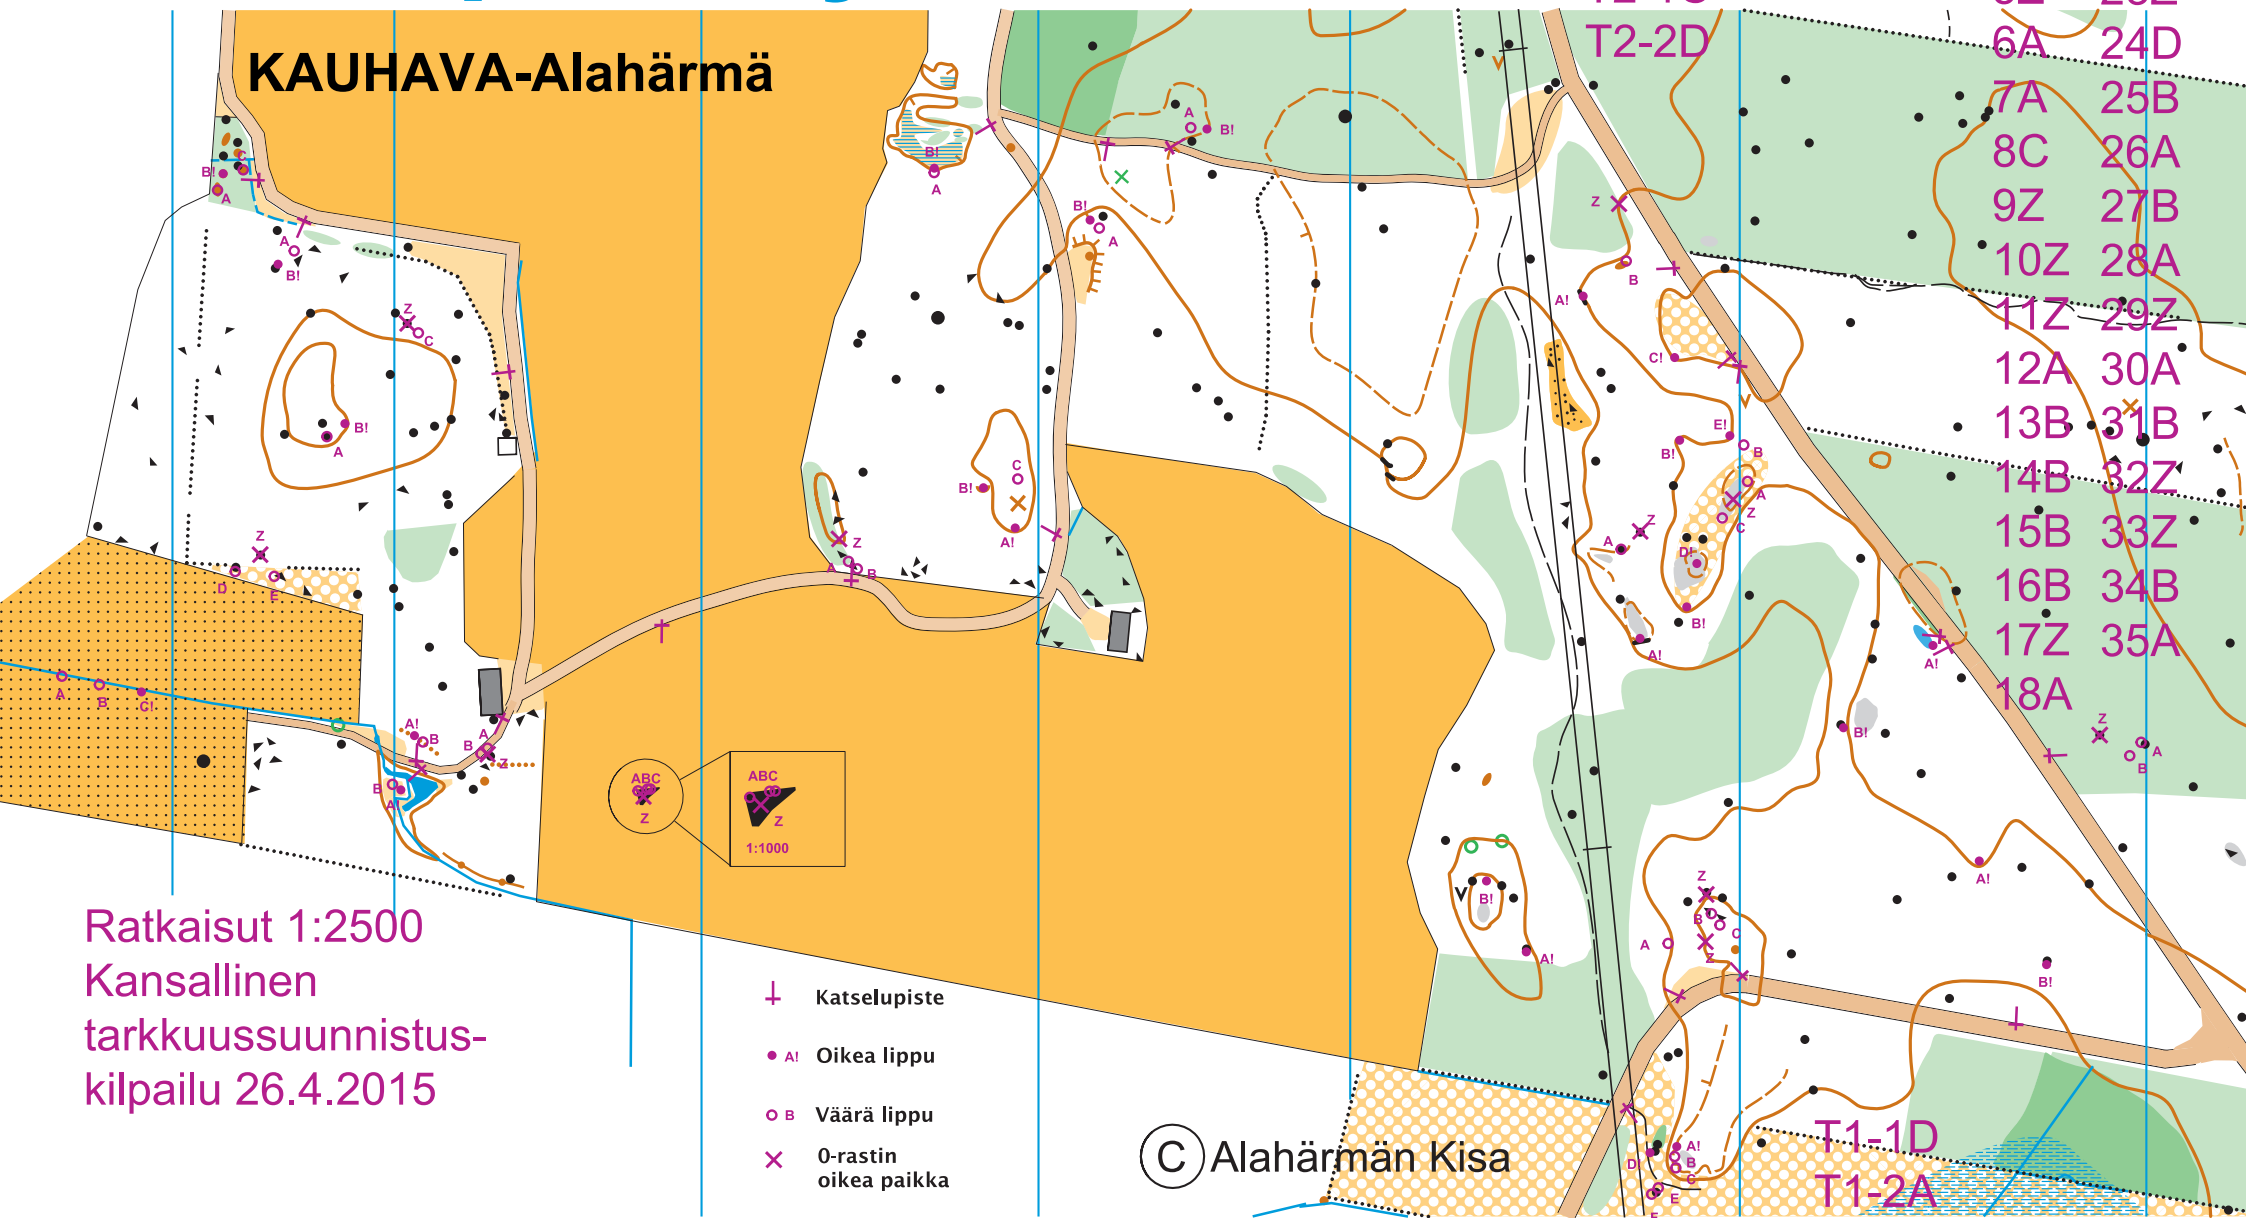 KAUHAVA-Alahärmä
T2-2D
6A 24D
7A 25B
8C 26A
9Z 27B
10Z 28A
11Z 29Z
12A 30A
13B 31B
14B 32Z
15B 33Z
16B 34B
17Z 35A
18A
ABC
Z
ABC
Z
1:1000
Ratkaisut 1:2500
Kansallinen
tarkkuussuunnistus-
kilpailu 26.4.2015
Katselupiste
A! Oikea lippu
B Väärä lippu
0-rastin
oikea paikka
C Alahärmän Kisa
T1-1D
T1-2A